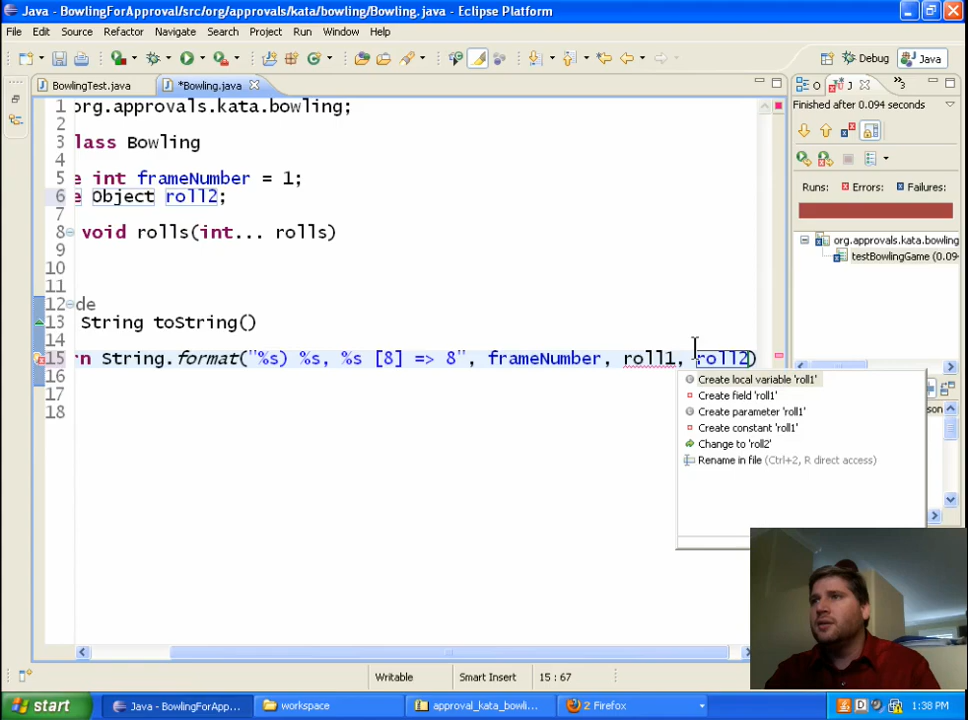 Java - BowlingForApproval/src/org/approvals/kata/bowling/Bowling.java - Eclipse Platform
File Edit Source Refactor Navigate Search Project Run Window Help
Debug Java
BowlingTest.java *Bowling.java
O J 3
Finished after 0.094 seconds
Runs: Errors: Failures:
org.approvals.kata.bowling
testBowlingGame (0.09
1 org.approvals.kata.bowling;
2
3 lass Bowling
4
5 e int frameNumber = 1;
6 e Object roll2;
7
8 void rolls(int... rolls)
9
10
11
12 de
13 String toString()
14
15 rn String.format("%s) %s, %s [8] => 8", frameNumber, roll1, roll2)
16
17
18
Create local variable 'roll1'
Create field 'roll1'
Create parameter 'roll1'
Create constant 'roll1'
Change to 'roll2'
Rename in file (Ctrl+2, R direct access)
son
Writable Smart Insert 15 : 67
start Java - BowlingForApp... workspace approval_kata_bowli... 2 Firefox 1:38 PM